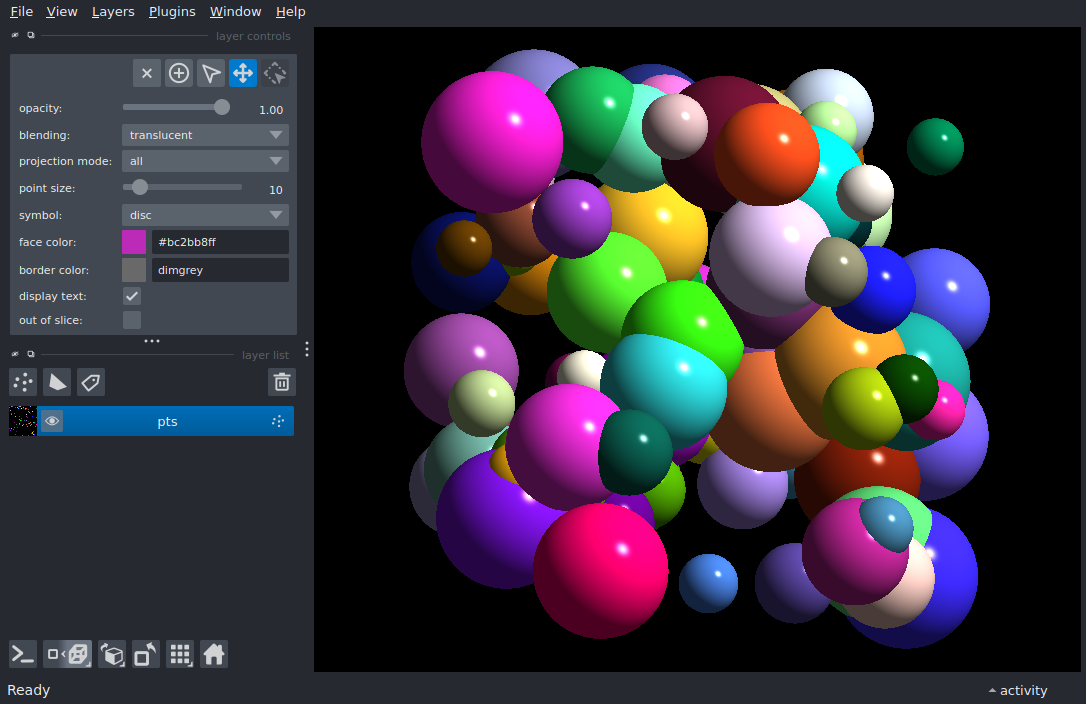 File View Layers Plugins Window Help
layer controls
opacity: 1.00
blending: translucent
projection mode: all
point size: 10
symbol: disc
face color: #bc2bb8ff
border color: dimgrey
display text:
out of slice:
layer list
pts
Ready activity